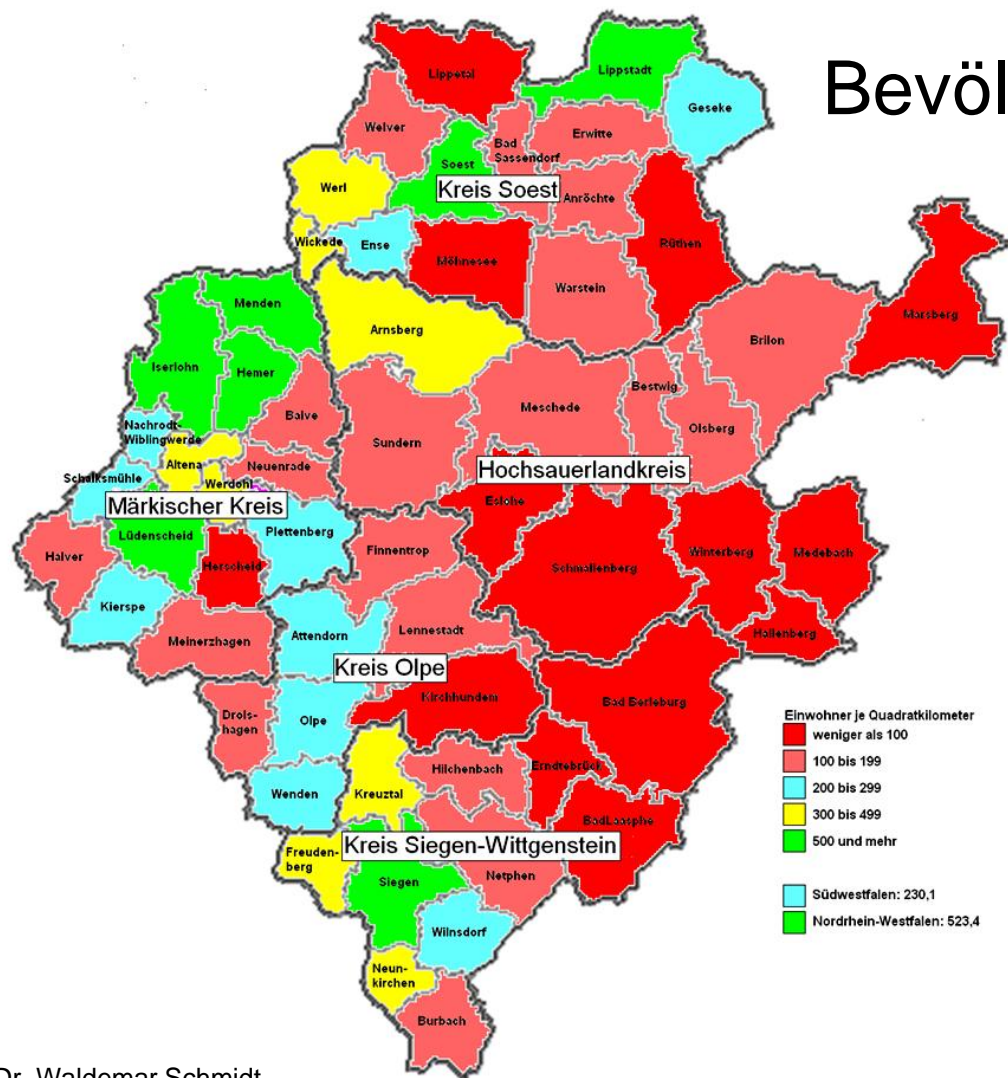 Bevöl
Lippetal
Lippstadt
Geseke
Welver
Erwitte
Bad
Sassendorf
Soest
Kreis Soest
Werl
Anröchte
Wickede
Ense
Möhnesee
Rüthen
Warstein
Marsberg
Menden
Arnsberg
Brilon
Iserlohn
Hemer
Bestwig
Balve
Meschede
Olsberg
Nachrodt-
Wiblingwerde
Sundern
Altena
Neuenrade
Hochsauerlandkreis
Schalksmühle
Werdohl
Märkischer Kreis
Eslohe
Lüdenscheid
Plettenberg
Halver
Finnentrop
Winterberg
Medebach
Herscheid
Schmallenberg
Kierspe
Meinerzhagen
Attendorn
Lennestadt
Hallenberg
Kreis Olpe
Kirchhundem
Bad Berleburg
Drols-
hagen
Olpe
Einwohner je Quadratkilometer
weniger als 100
100 bis 199
200 bis 299
300 bis 499
500 und mehr
Hilchenbach
Erndtebrück
Wenden
Kreuztal
BadLaasphe
Kreis Siegen-Wittgenstein
Freuden-
berg
Siegen
Netphen
Südwestfalen: 230,1
Nordrhein-Westfalen: 523,4
Wilnsdorf
Neun-
kirchen
Burbach
Dr. Waldemar Schmidt